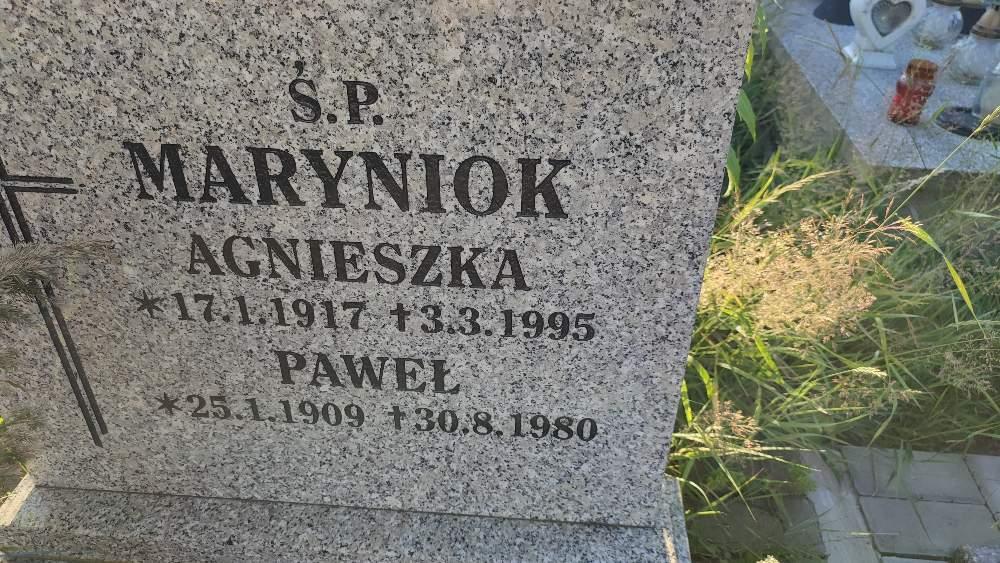 Ś.P.
MARYNIOK
AGNIESZKA
*17.1.1917 †3.3.1995
PAWEŁ
*25.1.1909 †30.8.1980